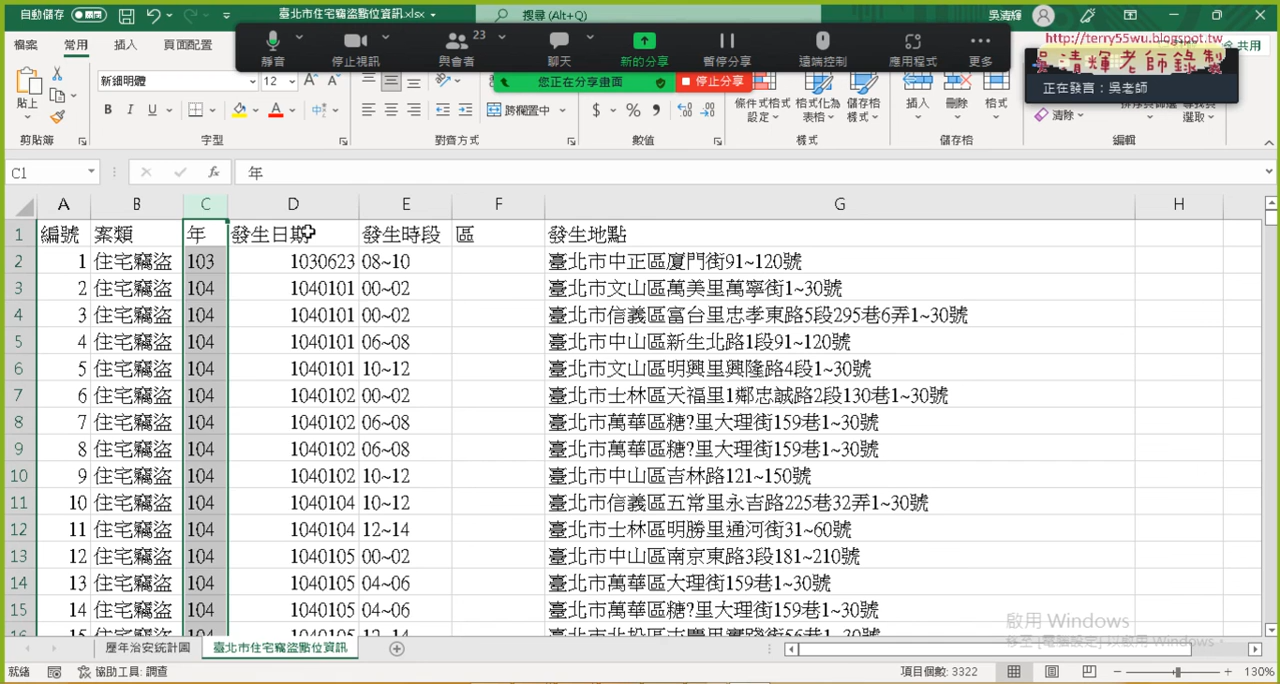 自動儲存 關閉 臺北市住宅竊盜點位資訊.xlsx 搜尋 (Alt+Q) 吳清輝
檔案 常用 插入 頁面配置
靜音 停止視訊 與會者 23 聊天 新的分享 暫停分享 遠端控制 應用程式 更多
您正在分享畫面 停止分享
http://terry55wu.blogspot.tw
吳清輝老師錄製
正在發言：吳老師
共用
貼上 新細明體 12 B I U 跨欄置中 $ % 條件式格式設定 格式化為表格 儲存格樣式 插入 刪除 格式 清除
剪貼簿 字型 對齊方式 數值 樣式 儲存格 編輯
C1 fx 年
A B C D E F G H
1 編號 案類 年 發生日期 發生時段 區 發生地點
2 1 住宅竊盜 103 1030623 08~10 臺北市中正區廈門街91~120號
3 2 住宅竊盜 104 1040101 00~02 臺北市文山區萬美里萬寧街1~30號
4 3 住宅竊盜 104 1040101 00~02 臺北市信義區富台里忠孝東路5段295巷6弄1~30號
5 4 住宅竊盜 104 1040101 06~08 臺北市中山區新生北路1段91~120號
6 5 住宅竊盜 104 1040101 10~12 臺北市文山區明興里興隆路4段1~30號
7 6 住宅竊盜 104 1040102 00~02 臺北市士林區天福里1鄰忠誠路2段130巷1~30號
8 7 住宅竊盜 104 1040102 06~08 臺北市萬華區糖?里大理街159巷1~30號
9 8 住宅竊盜 104 1040102 06~08 臺北市萬華區糖?里大理街159巷1~30號
10 9 住宅竊盜 104 1040102 10~12 臺北市中山區吉林路121~150號
11 10 住宅竊盜 104 1040104 10~12 臺北市信義區五常里永吉路225巷32弄1~30號
12 11 住宅竊盜 104 1040104 12~14 臺北市士林區明勝里通河街31~60號
13 12 住宅竊盜 104 1040105 00~02 臺北市中山區南京東路3段181~210號
14 13 住宅竊盜 104 1040105 04~06 臺北市萬華區大理街159巷1~30號
15 14 住宅竊盜 104 1040105 04~06 臺北市萬華區糖?里大理街159巷1~30號
啟用 Windows
移至 [電腦設定] 以啟用 Windows。
歷年治安統計圖 臺北市住宅竊盜點位資訊
就緒 協助工具: 調查 項目個數: 3322 130%